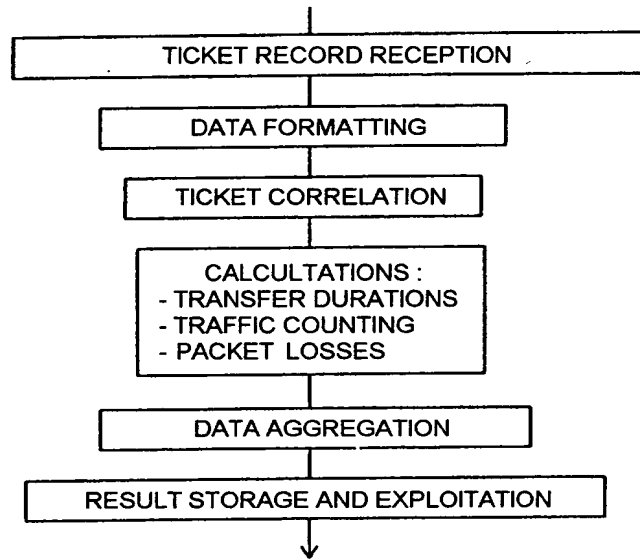 TICKET RECORD RECEPTION
DATA FORMATTING
TICKET CORRELATION
CALCULTATIONS :
- TRANSFER DURATIONS
- TRAFFIC COUNTING
- PACKET LOSSES
DATA AGGREGATION
RESULT STORAGE AND EXPLOITATION